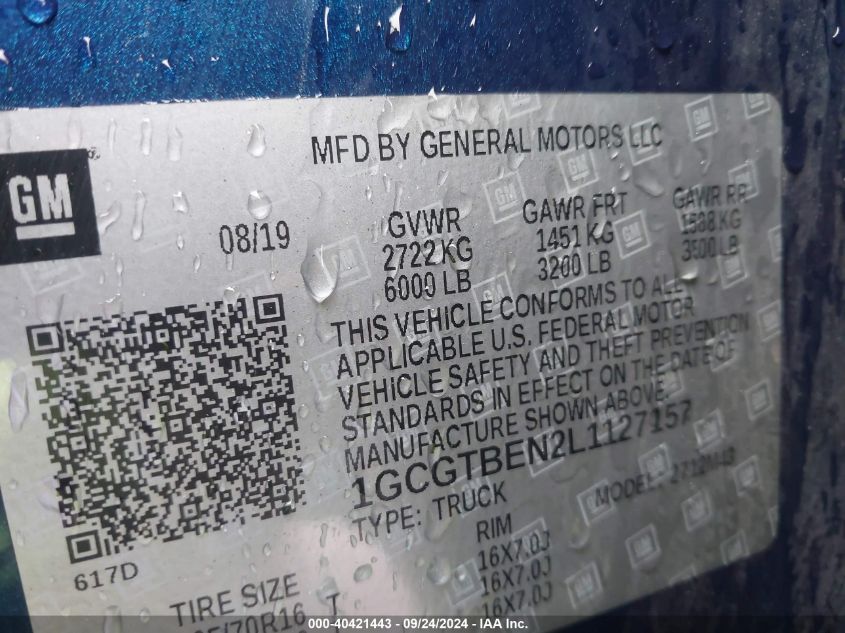 MFD BY GENERAL MOTORS LLC
GM
08/19
GVWR GAWR FRT GAWR RR
2722 KG 1451 KG 1588 KG
6000 LB 3200 LB 3500 LB
THIS VEHICLE CONFORMS TO ALL
APPLICABLE U.S. FEDERAL MOTOR
VEHICLE SAFETY AND THEFT PREVENTION
STANDARDS IN EFFECT ON THE DATE OF
MANUFACTURE SHOWN ABOVE.
1GCGTBEN2L1127157
TYPE: TRUCK MODEL:
617D
TIRE SIZE RIM
16X7.0J
16X7.0J
16X7.0J
000-40421443 - 09/24/2024 - IAAI.com